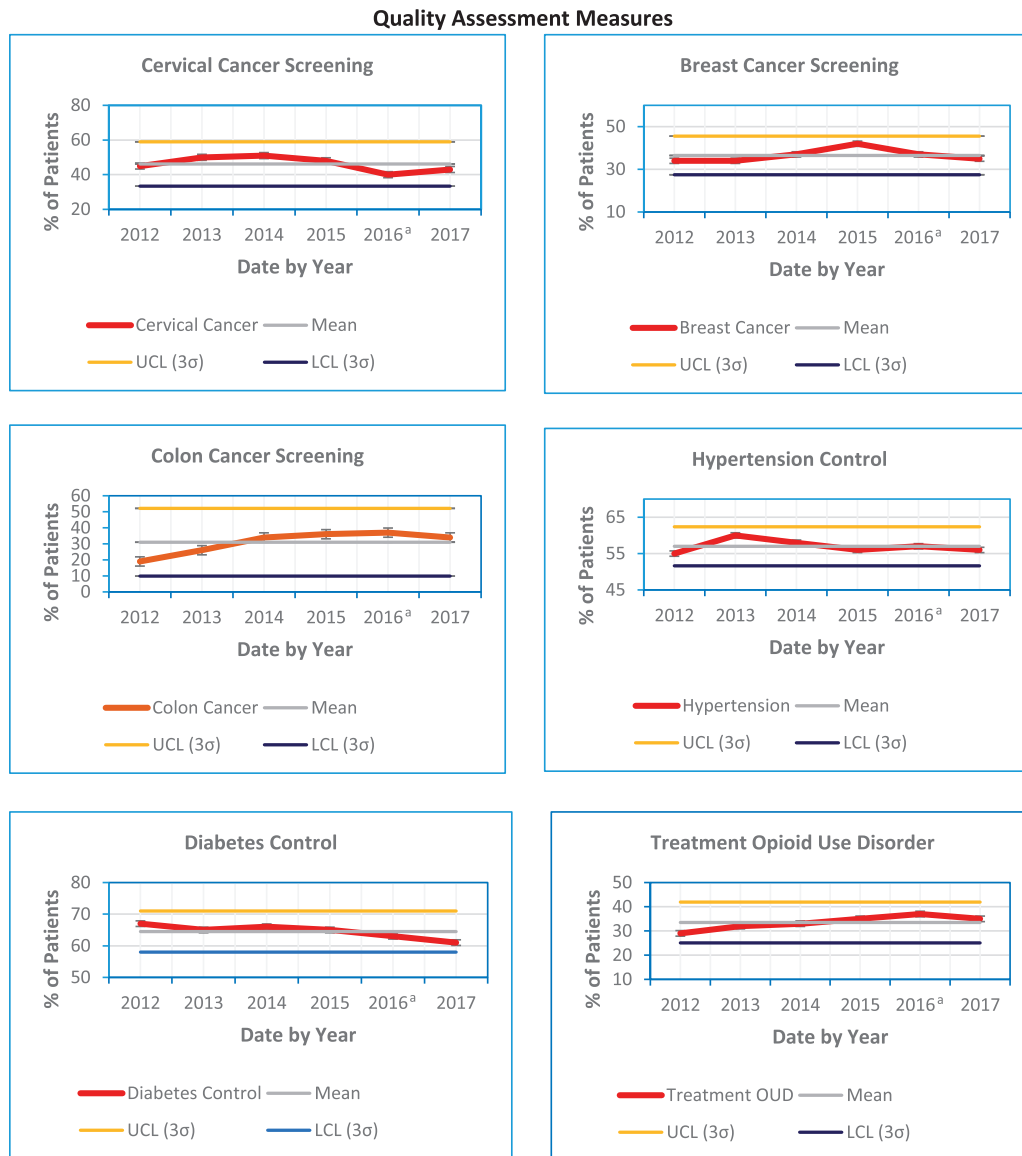 Quality Assessment Measures
Cervical Cancer Screening
% of Patients
80
60
40
20
2012 2013 2014 2015 2016ª 2017
Date by Year
Cervical Cancer Mean
UCL (3σ) LCL (3σ)
Breast Cancer Screening
% of Patients
50
30
10
2012 2013 2014 2015 2016ª 2017
Date by Year
Breast Cancer Mean
UCL (3σ) LCL (3σ)
Colon Cancer Screening
% of Patients
60
50
40
30
20
10
0
2012 2013 2014 2015 2016ª 2017
Date by Year
Colon Cancer Mean
UCL (3σ) LCL (3σ)
Hypertension Control
% of Patients
65
55
45
2012 2013 2014 2015 2016ª 2017
Date by Year
Hypertension Mean
UCL (3σ) LCL (3σ)
Diabetes Control
% of Patients
80
70
60
50
2012 2013 2014 2015 2016ª 2017
Date by Year
Diabetes Control Mean
UCL (3σ) LCL (3σ)
Treatment Opioid Use Disorder
% of Patients
50
40
30
20
10
2012 2013 2014 2015 2016ª 2017
Date by Year
Treatment OUD Mean
UCL (3σ) LCL (3σ)